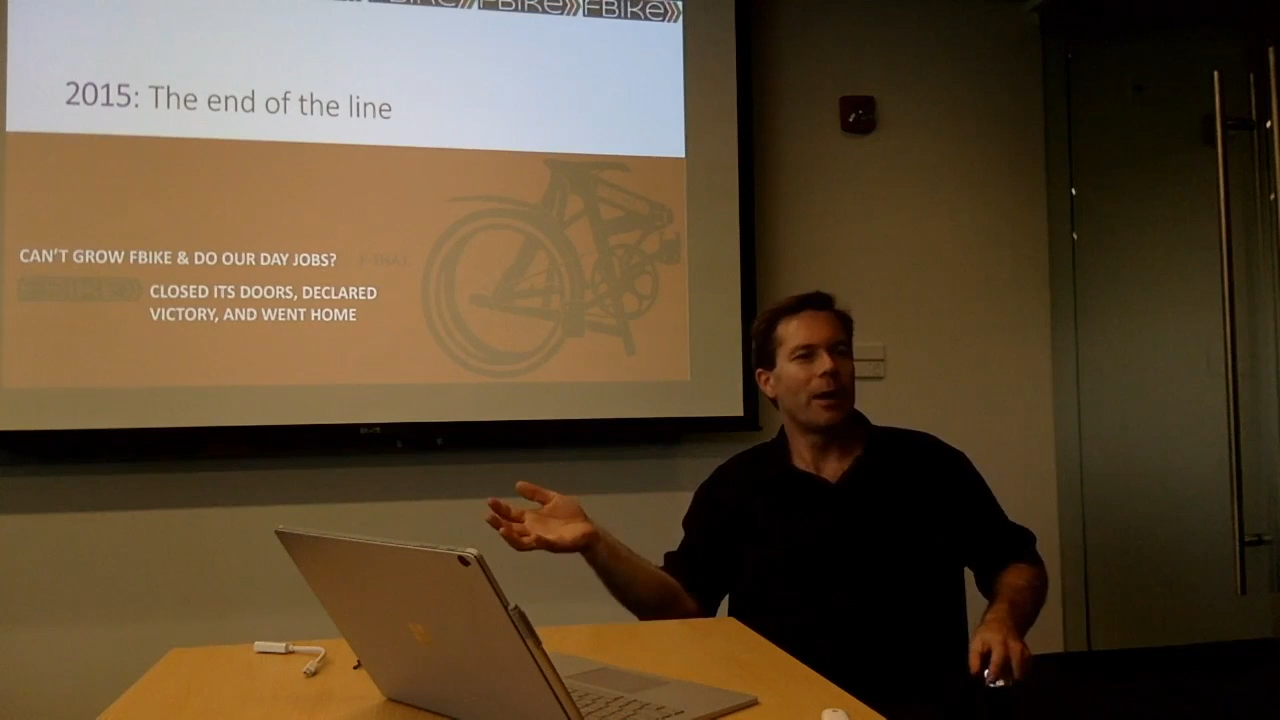 FBIKE»FBIKE»FBIKE»
2015: The end of the line
CAN'T GROW FBIKE & DO OUR DAY JOBS?
CLOSED ITS DOORS, DECLARED
VICTORY, AND WENT HOME